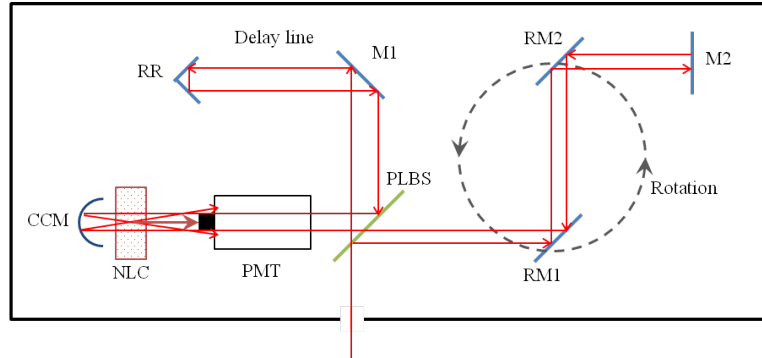 Delay line
M1
RM2
RR
M2
PLBS
Rotation
CCM
NLC
PMT
RM1